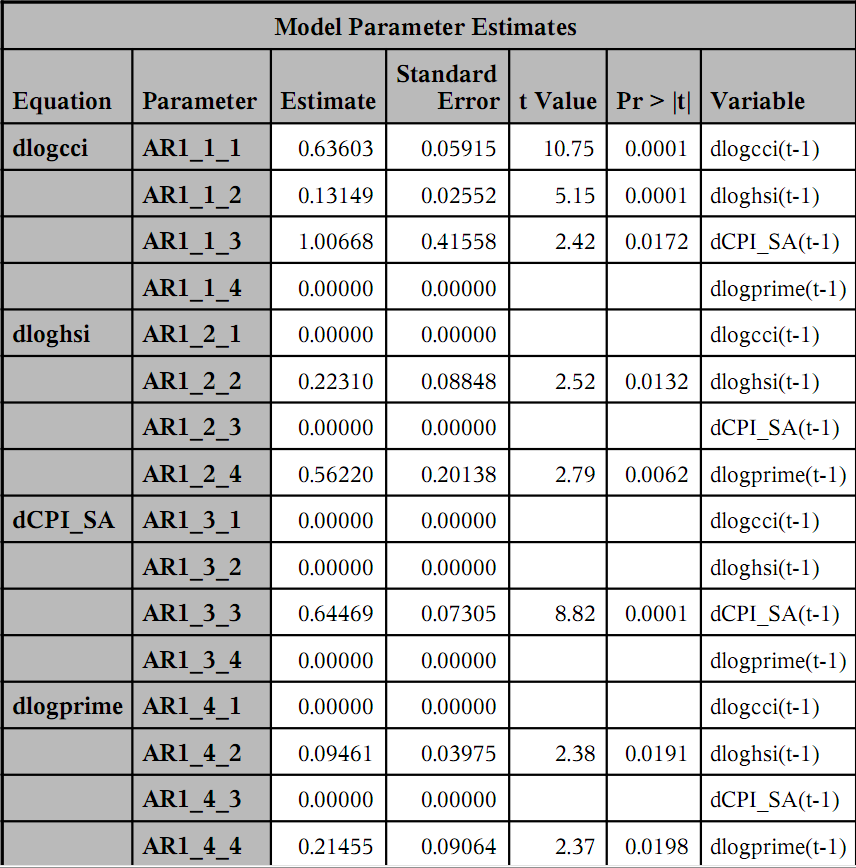 Model Parameter Estimates
Equation Parameter Estimate Standard Error t Value Pr > |t| Variable
dlogcci AR1_1_1 0.63603 0.05915 10.75 0.0001 dlogcci(t-1)
AR1_1_2 0.13149 0.02552 5.15 0.0001 dloghsi(t-1)
AR1_1_3 1.00668 0.41558 2.42 0.0172 dCPI_SA(t-1)
AR1_1_4 0.00000 0.00000 dlogprime(t-1)
dloghsi AR1_2_1 0.00000 0.00000 dlogcci(t-1)
AR1_2_2 0.22310 0.08848 2.52 0.0132 dloghsi(t-1)
AR1_2_3 0.00000 0.00000 dCPI_SA(t-1)
AR1_2_4 0.56220 0.20138 2.79 0.0062 dlogprime(t-1)
dCPI_SA AR1_3_1 0.00000 0.00000 dlogcci(t-1)
AR1_3_2 0.00000 0.00000 dloghsi(t-1)
AR1_3_3 0.64469 0.07305 8.82 0.0001 dCPI_SA(t-1)
AR1_3_4 0.00000 0.00000 dlogprime(t-1)
dlogprime AR1_4_1 0.00000 0.00000 dlogcci(t-1)
AR1_4_2 0.09461 0.03975 2.38 0.0191 dloghsi(t-1)
AR1_4_3 0.00000 0.00000 dCPI_SA(t-1)
AR1_4_4 0.21455 0.09064 2.37 0.0198 dlogprime(t-1)